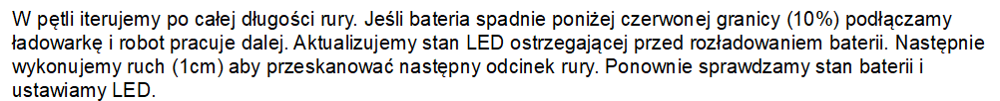 W pętli iterujemy po całej długości rury. Jeśli bateria spadnie poniżej czerwonej granicy (10%) podłączamy
ładowarkę i robot pracuje dalej. Aktualizujemy stan LED ostrzegającej przed rozładowaniem baterii. Następnie
wykonujemy ruch (1cm) aby przeskanować następny odcinek rury. Ponownie sprawdzamy stan baterii i
ustawiamy LED.